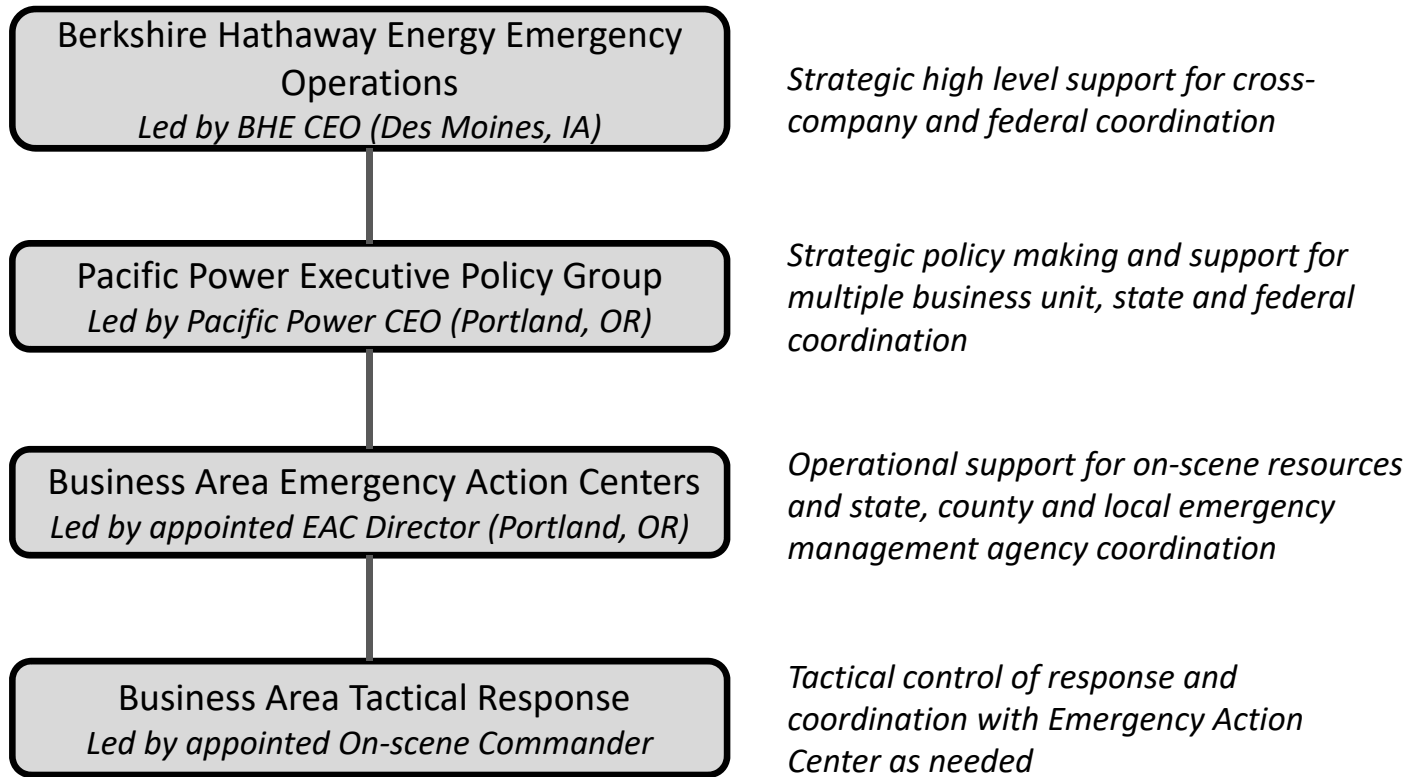 Berkshire Hathaway Energy Emergency
Operations
Led by BHE CEO (Des Moines, IA)
Strategic high level support for cross-
company and federal coordination
Pacific Power Executive Policy Group
Led by Pacific Power CEO (Portland, OR)
Strategic policy making and support for
multiple business unit, state and federal
coordination
Business Area Emergency Action Centers
Led by appointed EAC Director (Portland, OR)
Operational support for on-scene resources
and state, county and local emergency
management agency coordination
Business Area Tactical Response
Led by appointed On-scene Commander
Tactical control of response and
coordination with Emergency Action
Center as needed